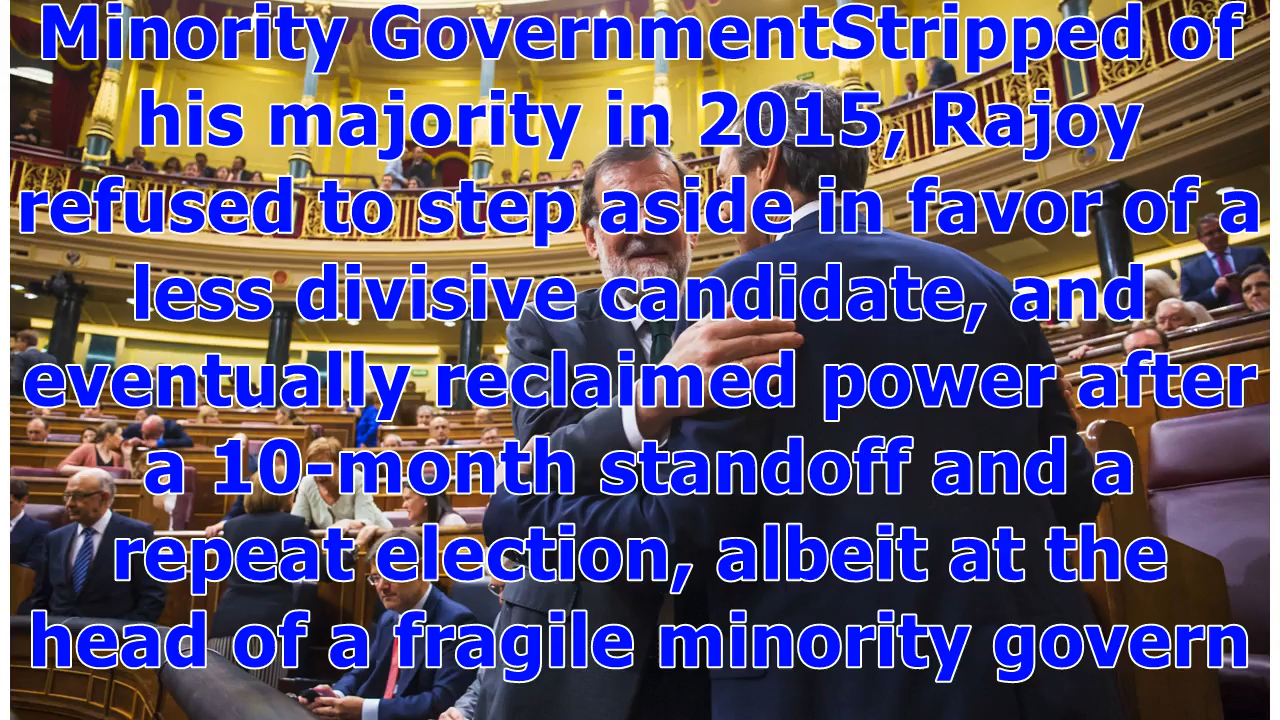 Minority GovernmentStripped of
his majority in 2015, Rajoy
refused to step aside in favor of a
less divisive candidate, and
eventually reclaimed power after
a 10-month standoff and a
repeat election, albeit at the
head of a fragile minority govern